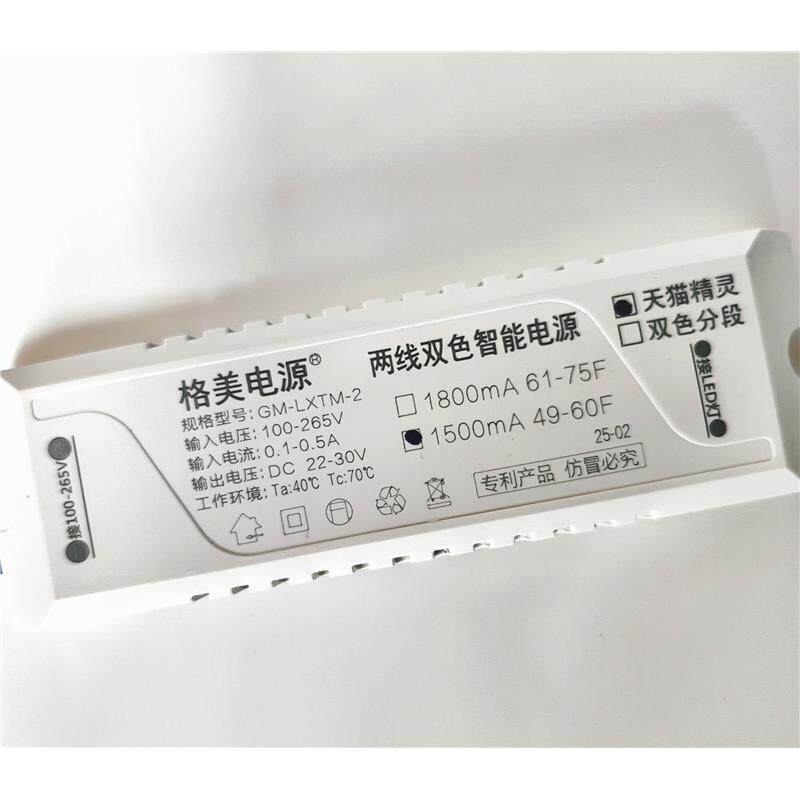 格美电源®
规格型号: GM-LXTM-2
输入电压: 100-265V
输入电流: 0.1-0.5A
输出电压: DC 22-30V
工作环境: Ta:40℃ Tc:70℃
两线双色智能电源
1800mA 61-75F
1500mA 49-60F
25-02
专利产品 仿冒必究
天猫精灵
双色分段
接100-265V
接LED灯